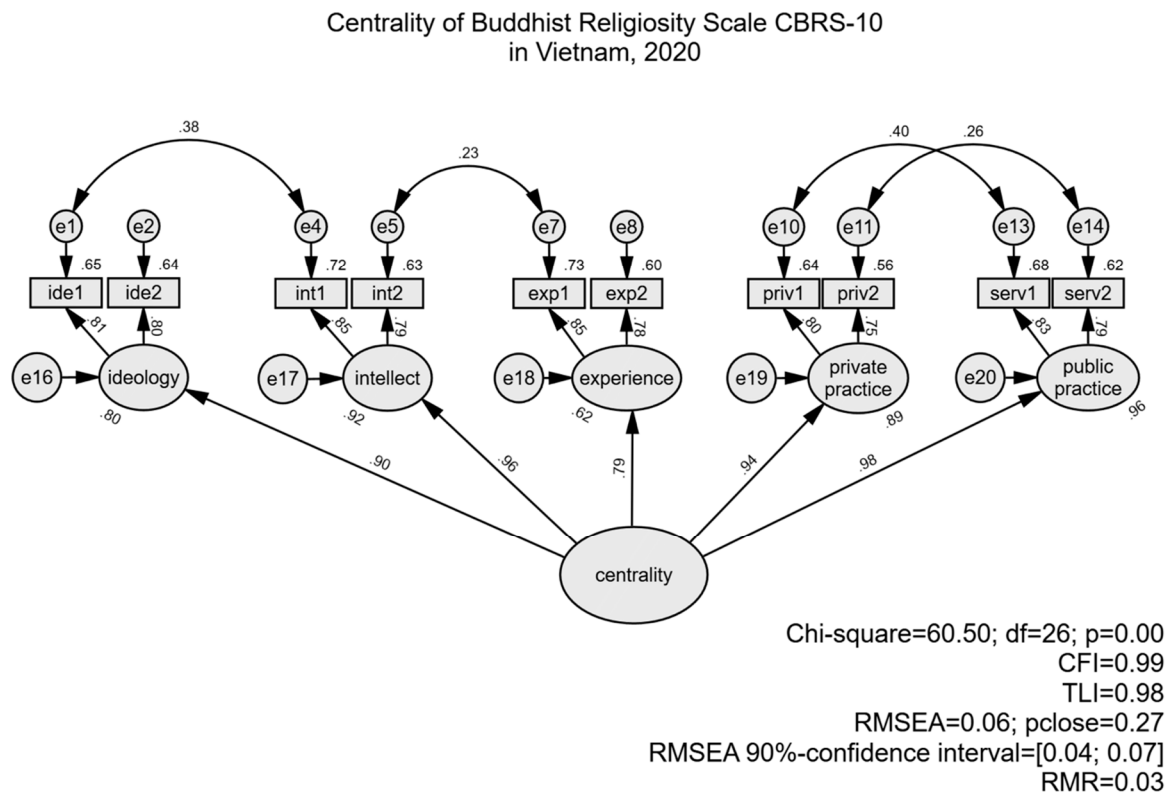 Centrality of Buddhist Religiosity Scale CBRS-10
in Vietnam, 2020
.38
.23
.40
.26
e1
e2
e4
e5
e7
e8
e10
e11
e13
e14
.65
.64
.72
.63
.73
.60
.64
.56
.68
.62
ide1
ide2
int1
int2
exp1
exp2
priv1
priv2
serv1
serv2
.81
.80
.85
.79
.85
.78
.80
.75
.83
.79
e16
ideology
e17
intellect
e18
experience
e19
private
practice
e20
public
practice
.80
.92
.62
.89
.96
.90
.96
.79
.94
.98
centrality
Chi-square=60.50; df=26; p=0.00
CFI=0.99
TLI=0.98
RMSEA=0.06; pclose=0.27
RMSEA 90%-confidence interval=[0.04; 0.07]
RMR=0.03